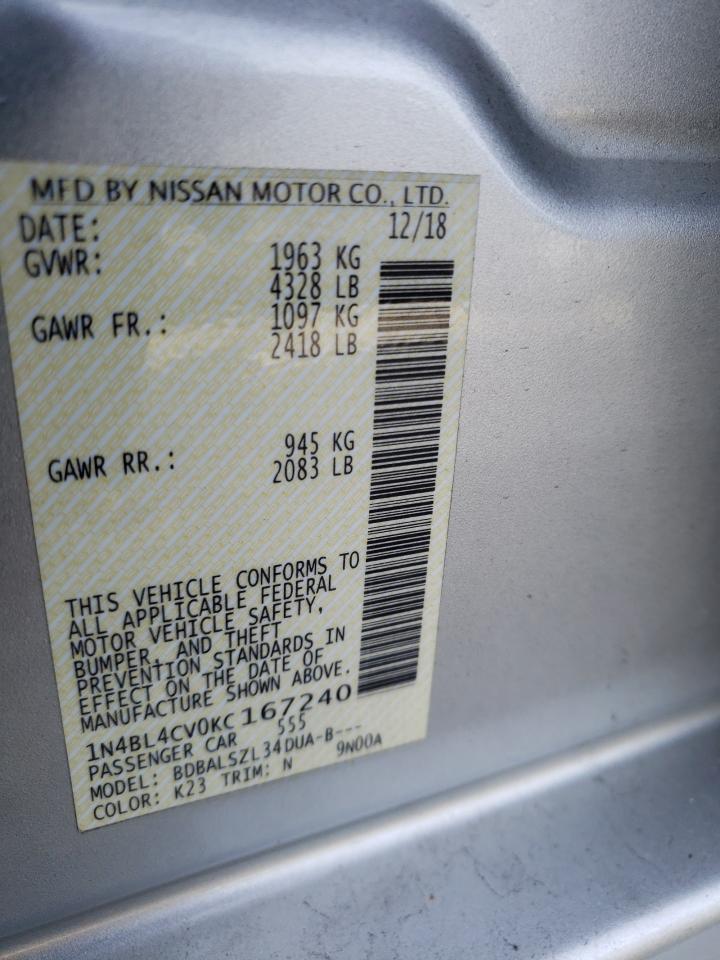 MFD BY NISSAN MOTOR CO., LTD.
DATE: 12/18
GVWR: 1963 KG
4328 LB
GAWR FR.: 1097 KG
2418 LB
GAWR RR.: 945 KG
2083 LB
THIS VEHICLE CONFORMS TO
ALL APPLICABLE FEDERAL
MOTOR VEHICLE SAFETY,
BUMPER, AND THEFT
PREVENTION STANDARDS IN
EFFECT ON THE DATE OF
MANUFACTURE SHOWN ABOVE.
1N4BL4CV0KC167240
PASSENGER CAR 555
MODEL: BDBALSZL34DUA-B---
COLOR: K23 TRIM: N 9N00A